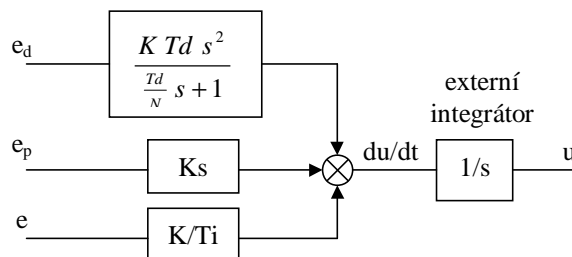 e_d
K Td s^2
Td/N s + 1
externí
integrátor
e_p
Ks
du/dt
1/s
u
e
K/Ti